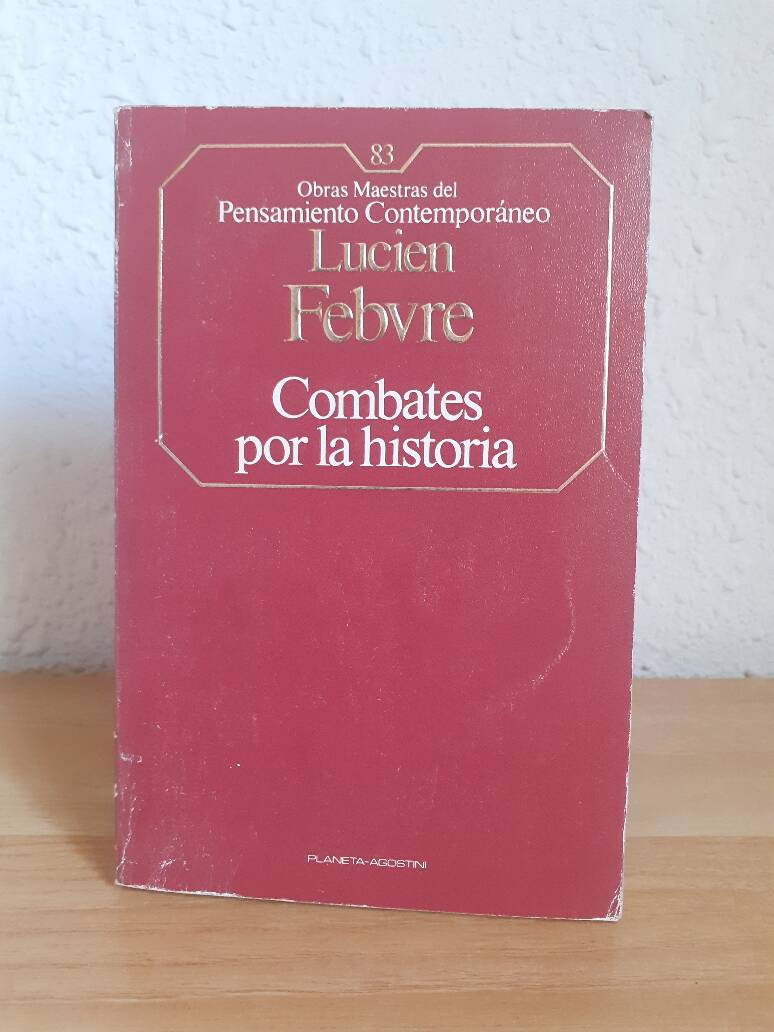 83
Obras Maestras del
Pensamiento Contemporáneo
Lucien
Febvre
Combates
por la historia
PLANETA-AGOSTINI